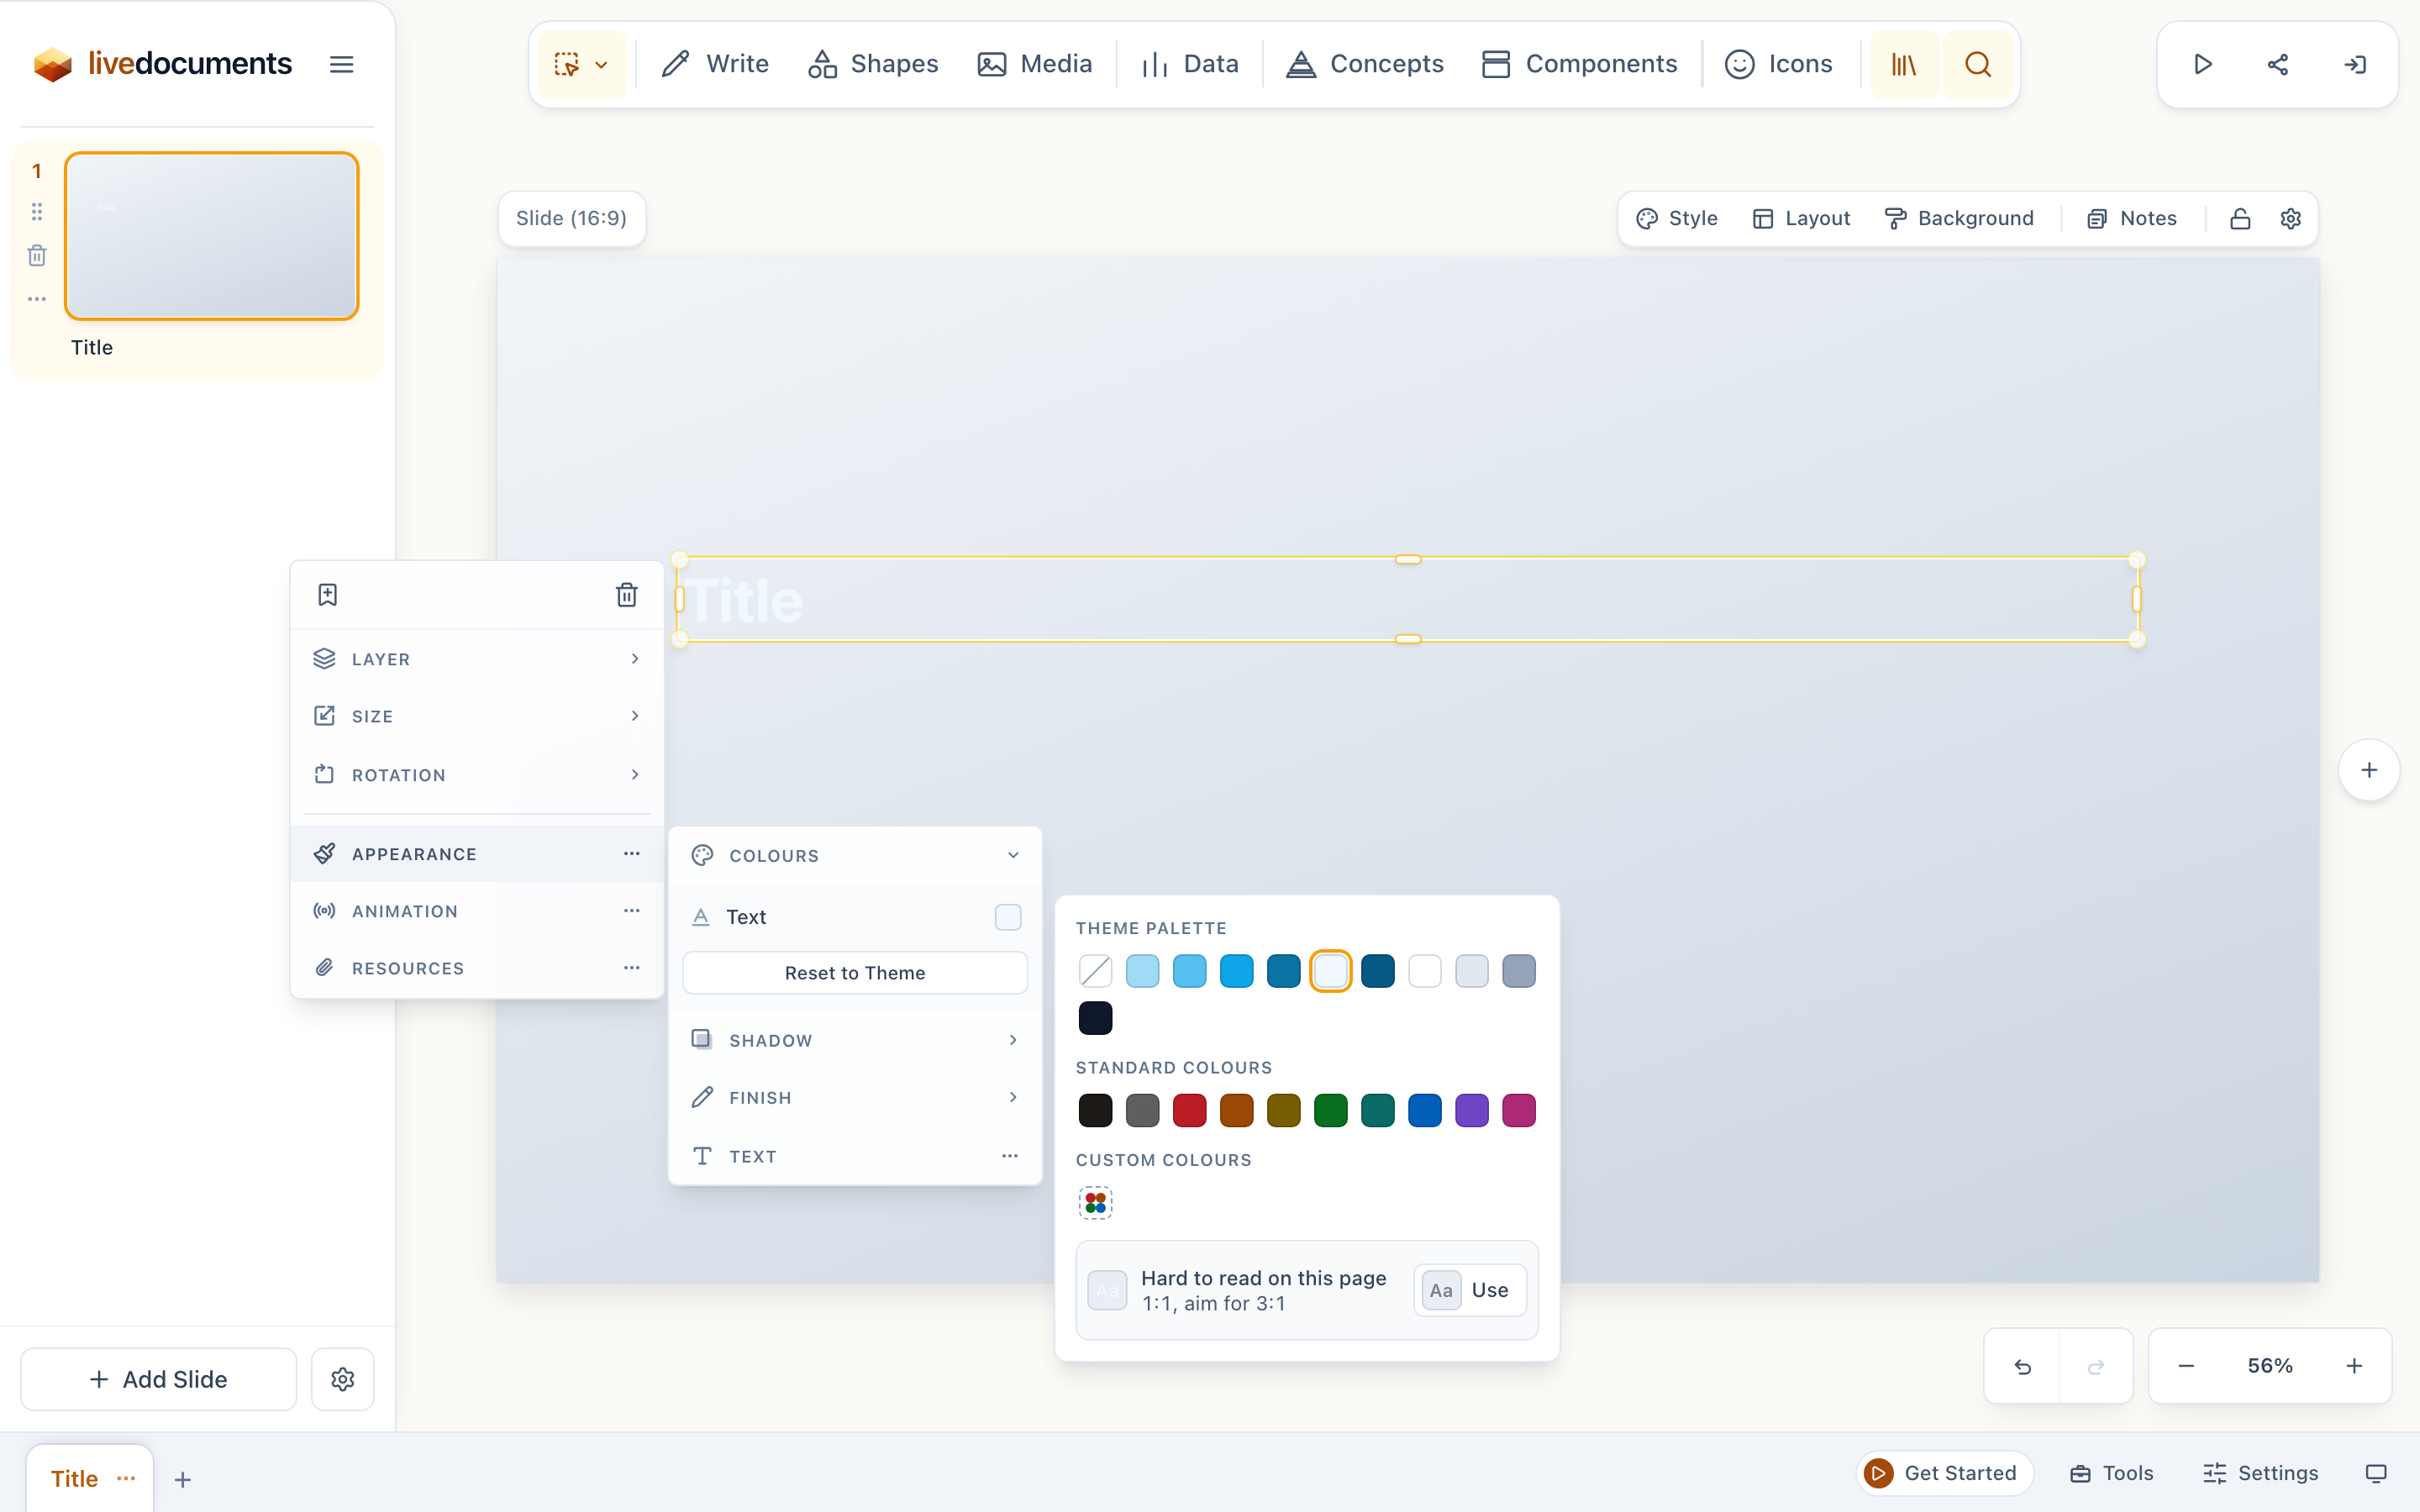 livedocuments
Write
Shapes
Media
Data
Concepts
Components
Icons
1
Title
Title
Slide (16:9)
Style
Layout
Background
Notes
Title
LAYER
SIZE
ROTATION
APPEARANCE
ANIMATION
RESOURCES
COLOURS
Text
Reset to Theme
SHADOW
FINISH
TEXT
THEME PALETTE
STANDARD COLOURS
CUSTOM COLOURS
Aa
Hard to read on this page
1:1, aim for 3:1
Aa Use
Add Slide
56%
Title
Get Started
Tools
Settings